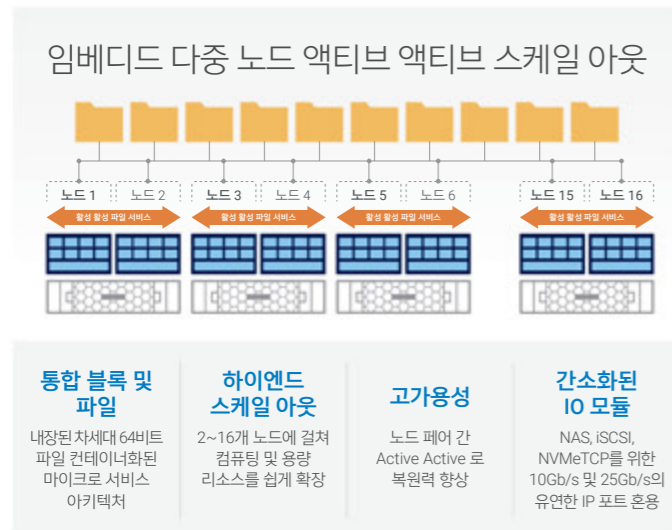 임베디드 다중 노드 액티브 액티브 스케일 아웃
노드 1 노드 2 노드 3 노드 4 노드 5 노드 6 노드 15 노드 16
활성 활성 파일 서비스 활성 활성 파일 서비스 활성 활성 파일 서비스 활성 활성 파일 서비스
통합 블록 및
파일
내장된 차세대 64비트
파일 컨테이너화된
마이크로 서비스
아키텍처
하이엔드
스케일 아웃
2~16개 노드에 걸쳐
컴퓨팅 및 용량
리소스를 쉽게 확장
고가용성
노드 페어 간
Active Active 로
복원력 향상
간소화된
IO 모듈
NAS, iSCSI,
NVMeTCP를 위한
10Gb/s 및 25Gb/s의
유연한 IP 포트 혼용